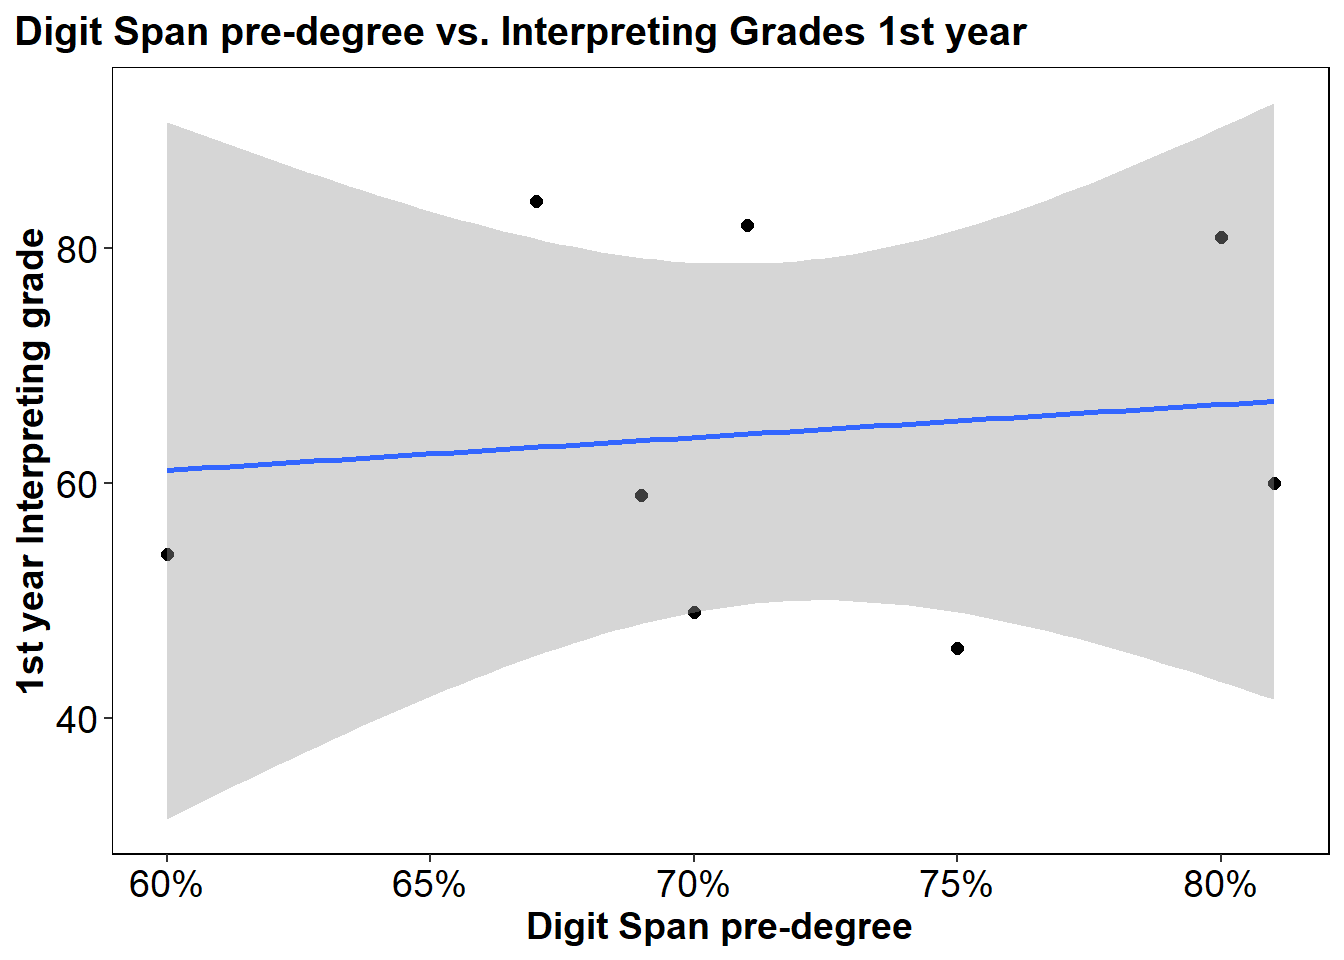 Digit Span pre-degree vs. Interpreting Grades 1st year
1st year Interpreting grade
80
60
40
60% 65% 70% 75% 80%
Digit Span pre-degree